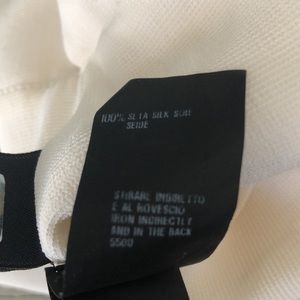 100% SETA SILK SOIE
SEIDE
STIRARE INDIRETTO
E AL ROVESCIO
IRON INDIRECTLY
AND IN THE BACK
5500